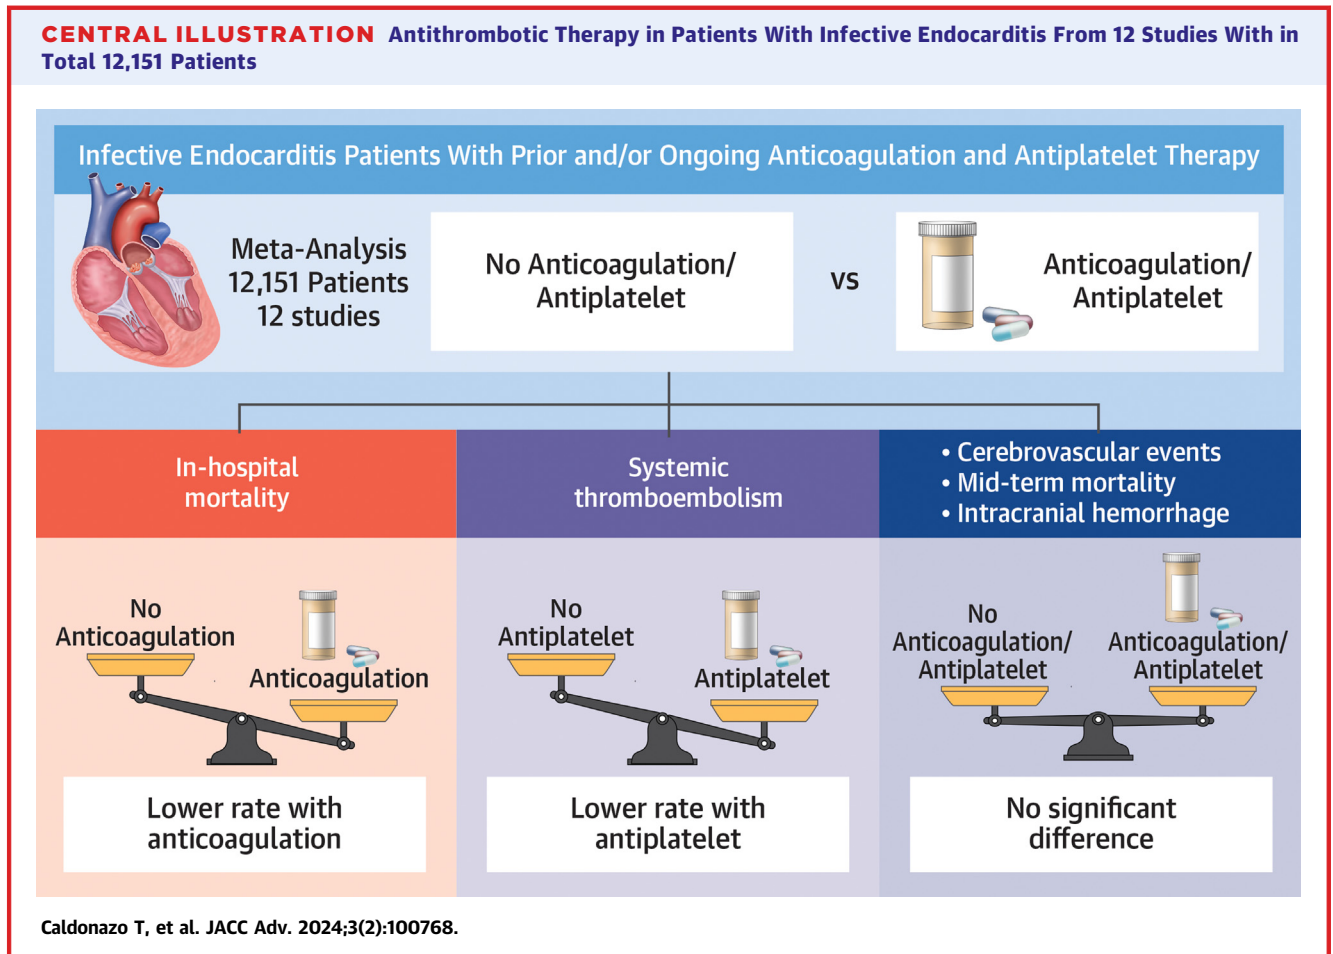 CENTRAL ILLUSTRATION Antithrombotic Therapy in Patients With Infective Endocarditis From 12 Studies With in
Total 12,151 Patients
Infective Endocarditis Patients With Prior and/or Ongoing Anticoagulation and Antiplatelet Therapy
Meta-Analysis
12,151 Patients
12 studies
No Anticoagulation/
Antiplatelet
VS
Anticoagulation/
Antiplatelet
In-hospital
mortality
Systemic
thromboembolism
• Cerebrovascular events
• Mid-term mortality
• Intracranial hemorrhage
No
Anticoagulation
Anticoagulation
Lower rate with
anticoagulation
No
Antiplatelet
Antiplatelet
Lower rate with
antiplatelet
No
Anticoagulation/
Antiplatelet
Anticoagulation/
Antiplatelet
No significant
difference
Caldonazo T, et al. JACC Adv. 2024;3(2):100768.